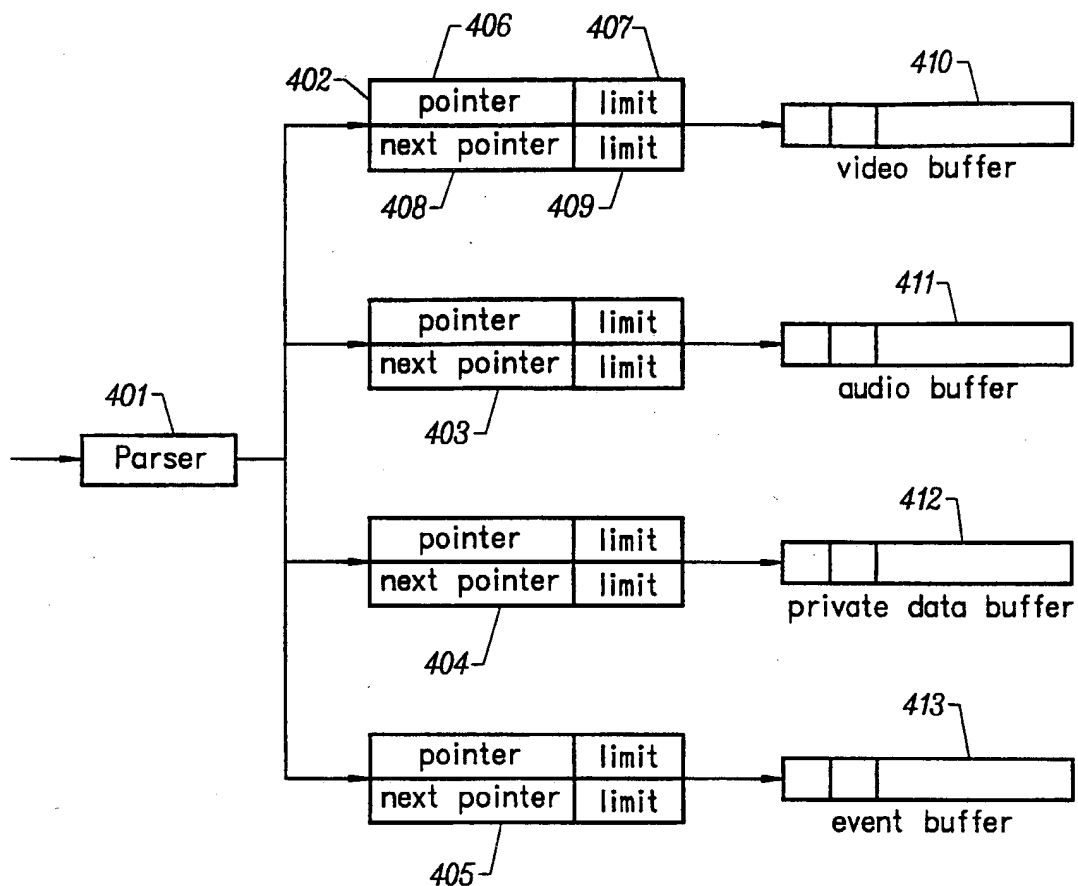 406
407
410
402
pointer limit
next pointer limit
video buffer
408
409
411
pointer limit
next pointer limit
audio buffer
401
403
Parser
412
pointer limit
next pointer limit
private data buffer
404
413
pointer limit
next pointer limit
event buffer
405